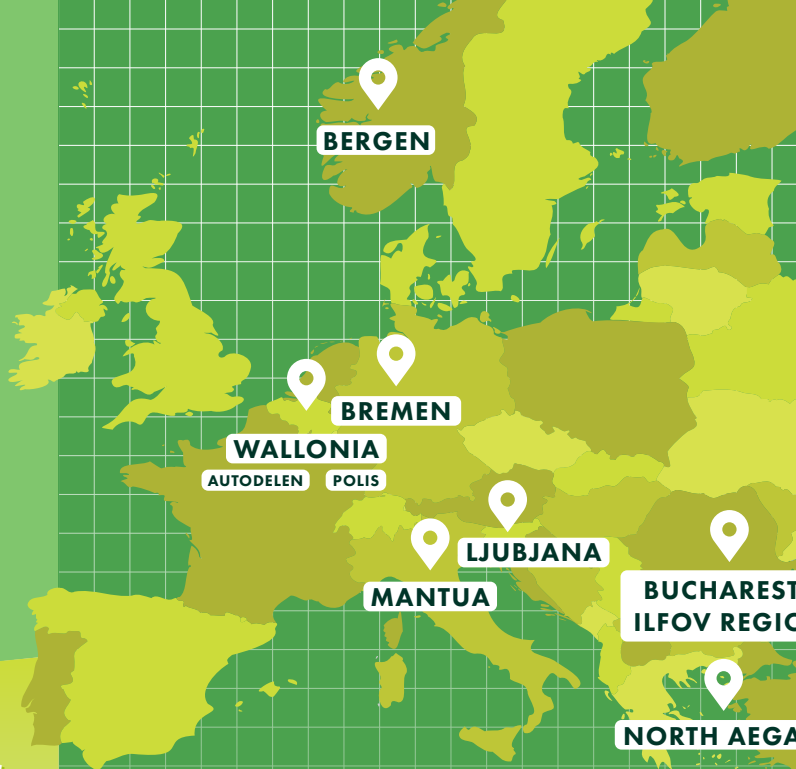 BERGEN
BREMEN
WALLONIA
AUTODELEN POLIS
LJUBJANA
MANTUA
BUCHAREST
ILFOV REGIO
NORTH AEGA